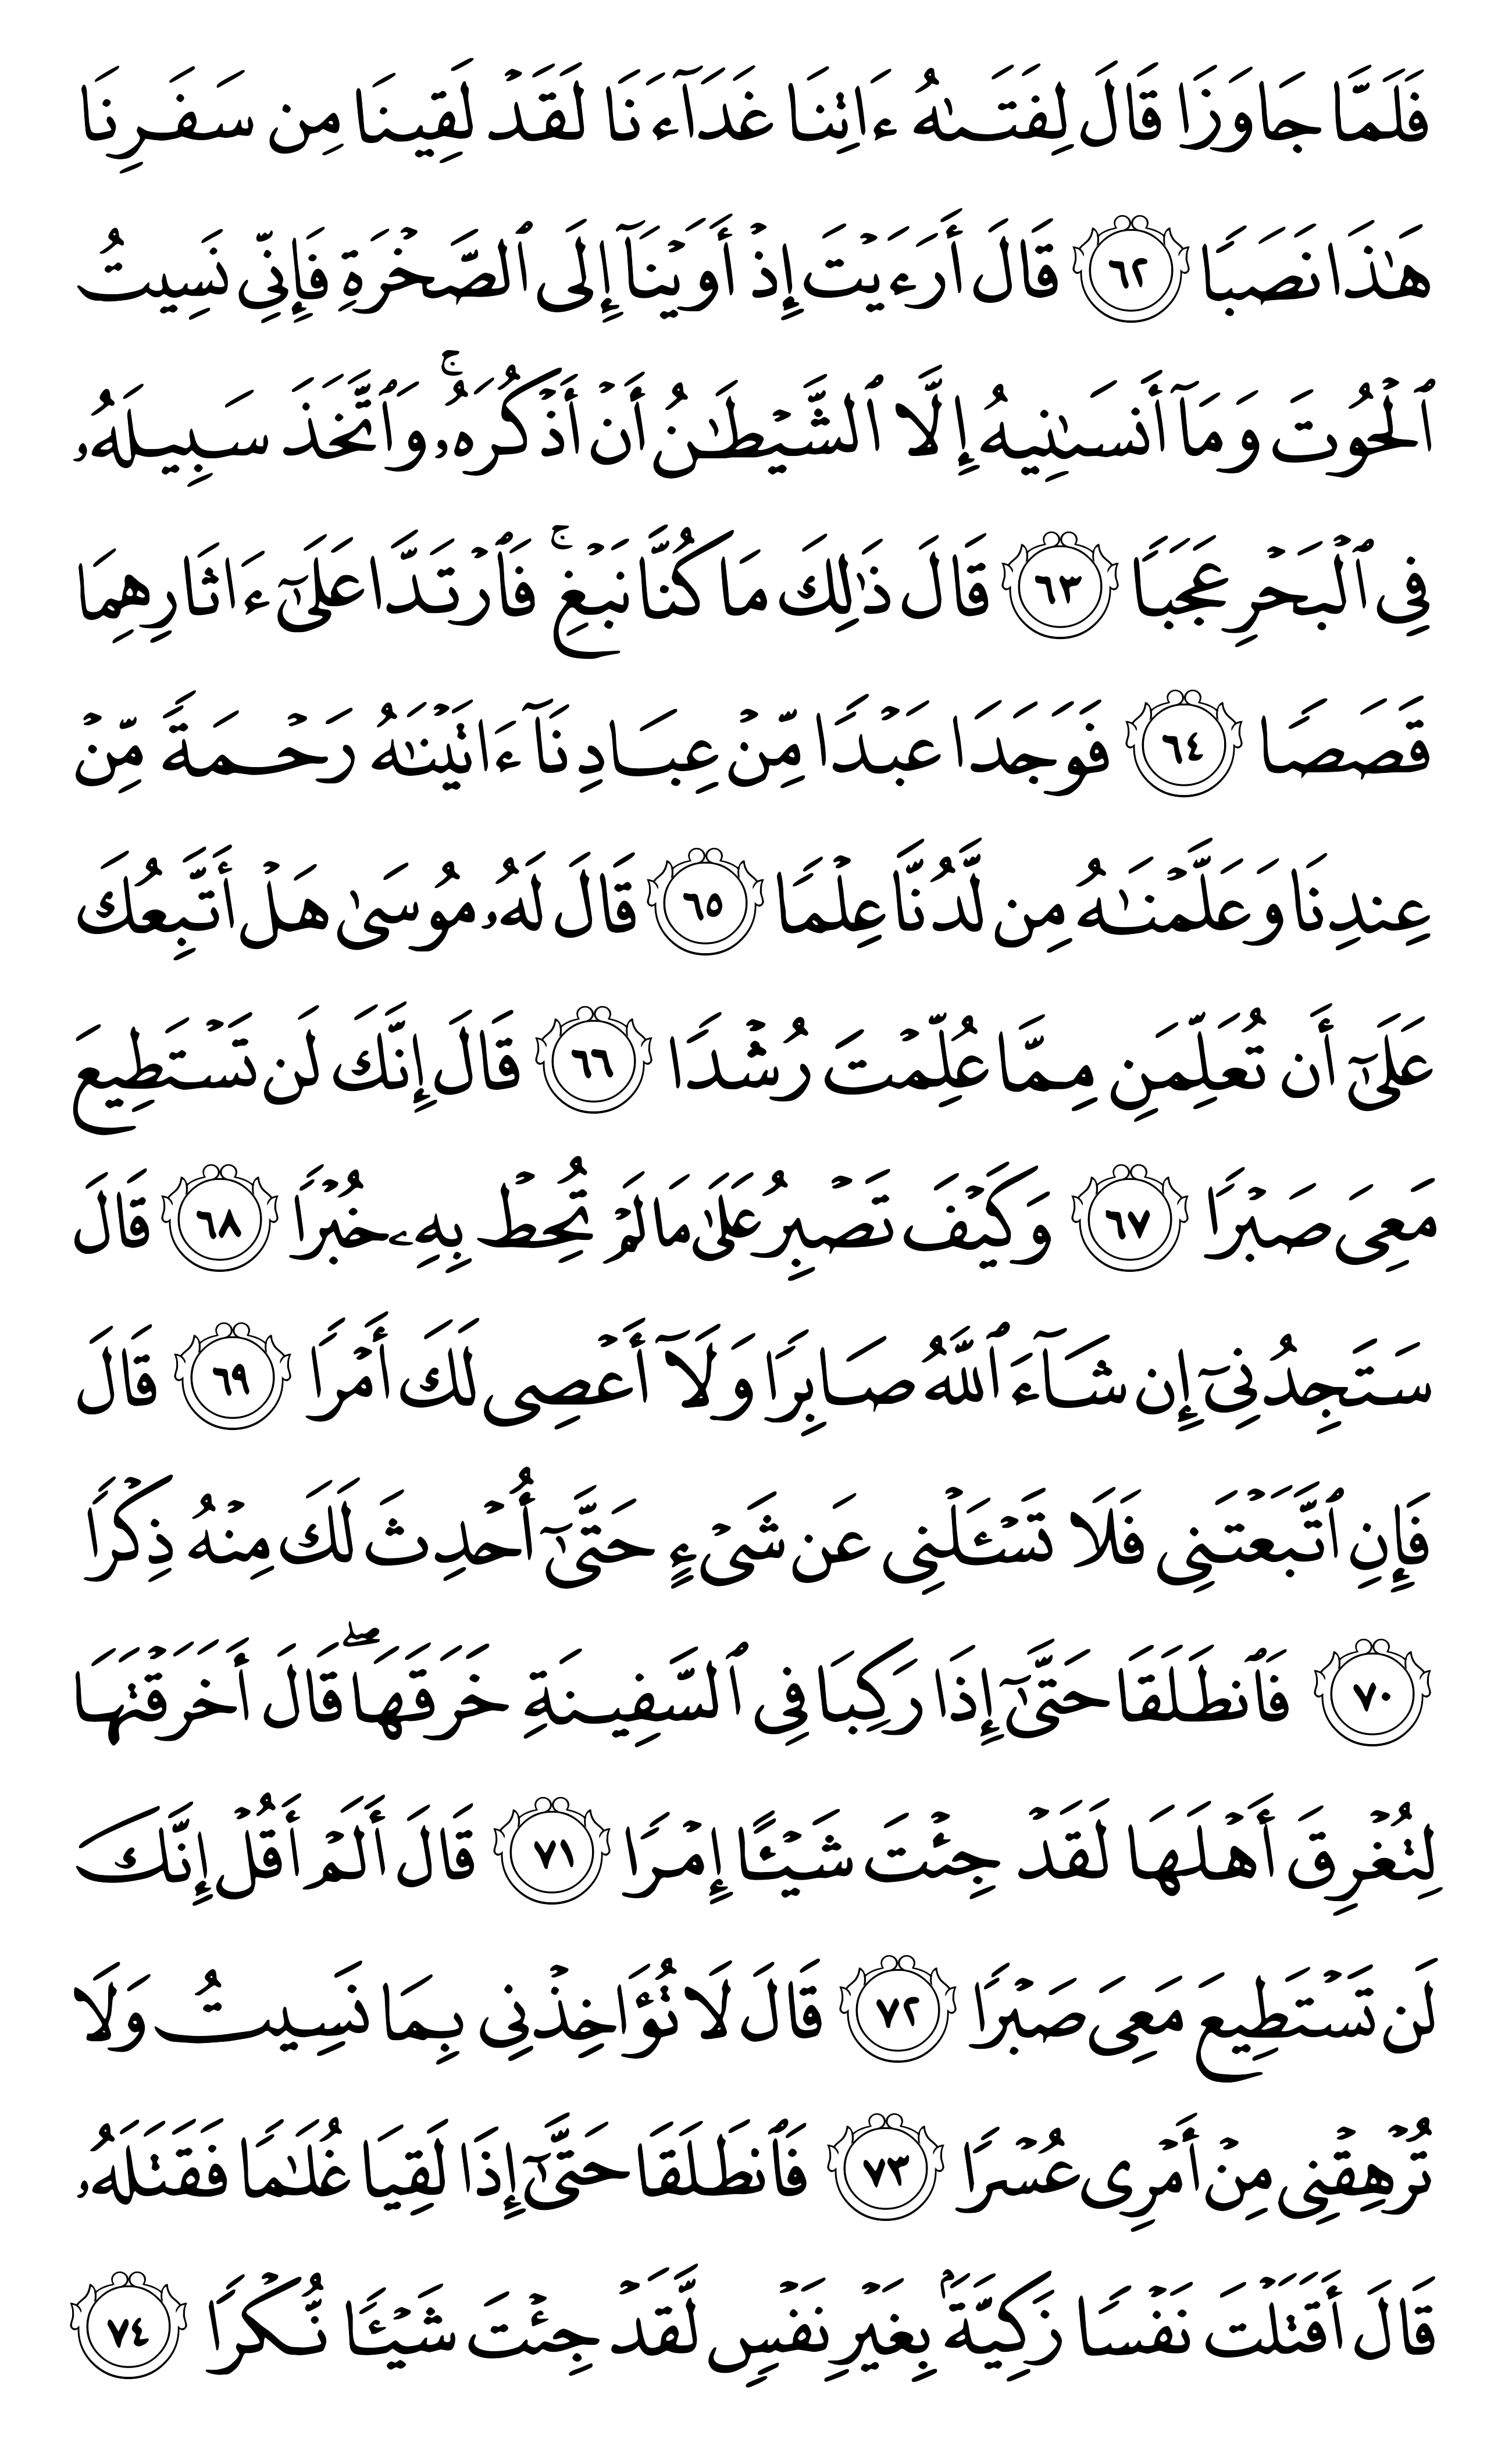 فَلَمَّا جَاوَزَا قَالَ لِفَتَىٰهُ ءَاتِنَا غَدَآءَنَا لَقَدۡ لَقِينَا مِن سَفَرِنَا
هَٰذَا نَصَبٗا ٦٢ قَالَ أَرَءَيۡتَ إِذۡ أَوَيۡنَآ إِلَى ٱلصَّخۡرَةِ فَإِنِّي نَسِيتُ
ٱلۡحُوتَ وَمَآ أَنسَىٰنِيهُ إِلَّا ٱلشَّيۡطَٰنُ أَنۡ أَذۡكُرَهُۥۚ وَٱتَّخَذَ سَبِيلَهُۥ
فِي ٱلۡبَحۡرِ عَجَبٗا ٦٣ قَالَ ذَٰلِكَ مَا كُنَّا نَبۡغِۚ فَٱرۡتَدَّا عَلَىٰٓ ءَاثَارِهِمَا
قَصَصٗا ٦٤ فَوَجَدَا عَبۡدٗا مِّنۡ عِبَادِنَآ ءَاتَيۡنَٰهُ رَحۡمَةٗ مِّنۡ
عِندِنَا وَعَلَّمۡنَٰهُ مِن لَّدُنَّا عِلۡمٗا ٦٥ قَالَ لَهُۥ مُوسَىٰ هَلۡ أَتَّبِعُكَ
عَلَىٰٓ أَن تُعَلِّمَنِ مِمَّا عُلِّمۡتَ رُشۡدٗا ٦٦ قَالَ إِنَّكَ لَن تَسۡتَطِيعَ
مَعِيَ صَبۡرٗا ٦٧ وَكَيۡفَ تَصۡبِرُ عَلَىٰ مَا لَمۡ تُحِطۡ بِهِۦ خُبۡرٗا ٦٨ قَالَ
سَتَجِدُنِيٓ إِن شَآءَ ٱللَّهُ صَابِرٗا وَلَآ أَعۡصِي لَكَ أَمۡرٗا ٦٩ قَالَ
فَإِنِ ٱتَّبَعۡتَنِي فَلَا تَسۡـَٔلۡنِي عَن شَيۡءٍ حَتَّىٰٓ أُحۡدِثَ لَكَ مِنۡهُ ذِكۡرٗا
٧٠ فَٱنطَلَقَا حَتَّىٰٓ إِذَا رَكِبَا فِي ٱلسَّفِينَةِ خَرَقَهَاۖ قَالَ أَخَرَقۡتَهَا
لِتُغۡرِقَ أَهۡلَهَا لَقَدۡ جِئۡتَ شَيۡـًٔا إِمۡرٗا ٧١ قَالَ أَلَمۡ أَقُلۡ إِنَّكَ
لَن تَسۡتَطِيعَ مَعِيَ صَبۡرٗا ٧٢ قَالَ لَا تُؤَاخِذۡنِي بِمَا نَسِيتُ وَلَا
تُرۡهِقۡنِي مِنۡ أَمۡرِي عُسۡرٗا ٧٣ فَٱنطَلَقَا حَتَّىٰٓ إِذَا لَقِيَا غُلَٰمٗا فَقَتَلَهُۥ
قَالَ أَقَتَلۡتَ نَفۡسٗا زَكِيَّةَۢ بِغَيۡرِ نَفۡسٖ لَّقَدۡ جِئۡتَ شَيۡـٔٗا نُّكۡرٗا ٧٤